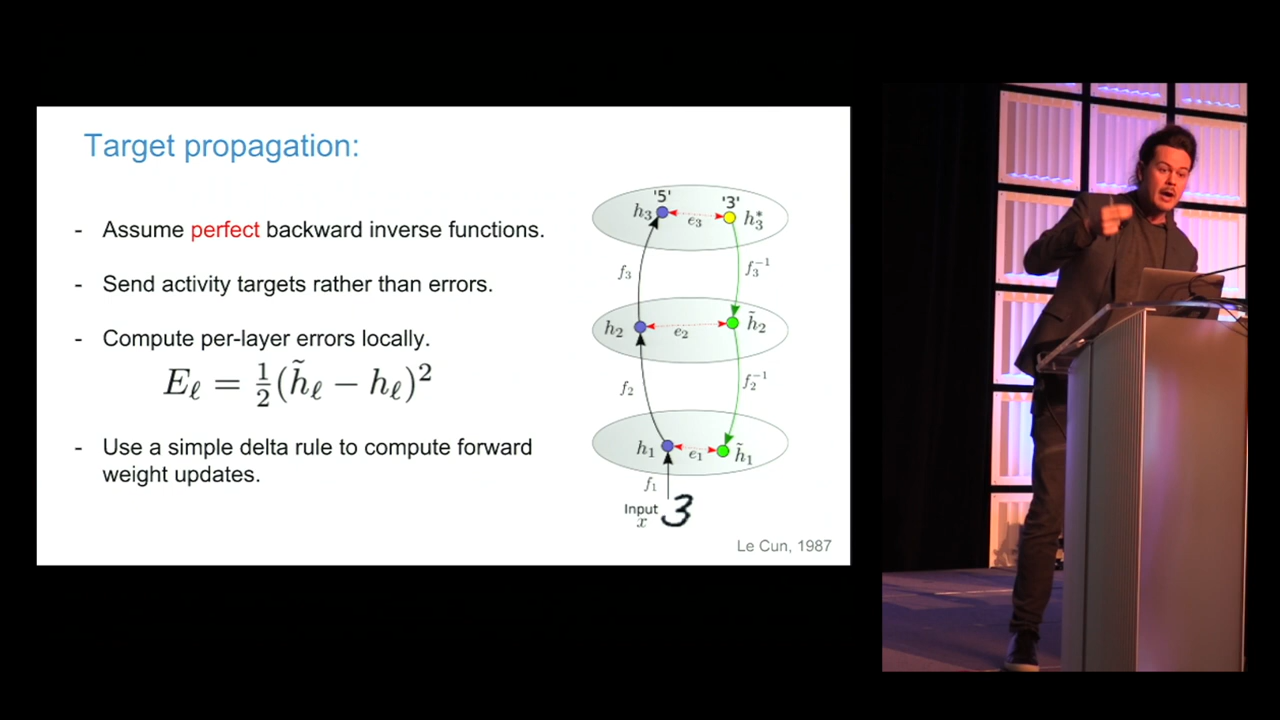 Target propagation:
- Assume perfect backward inverse functions.
- Send activity targets rather than errors.
- Compute per-layer errors locally.
E_ℓ = ½(h̃_ℓ − h_ℓ)²
- Use a simple delta rule to compute forward
weight updates.
'5' '3'
h₃ e₃ h₃*
f₃ f₃⁻¹
h₂ e₂ h̃₂
f₂ f₂⁻¹
h₁ e₁ h̃₁
f₁
Input 3
x
Le Cun, 1987